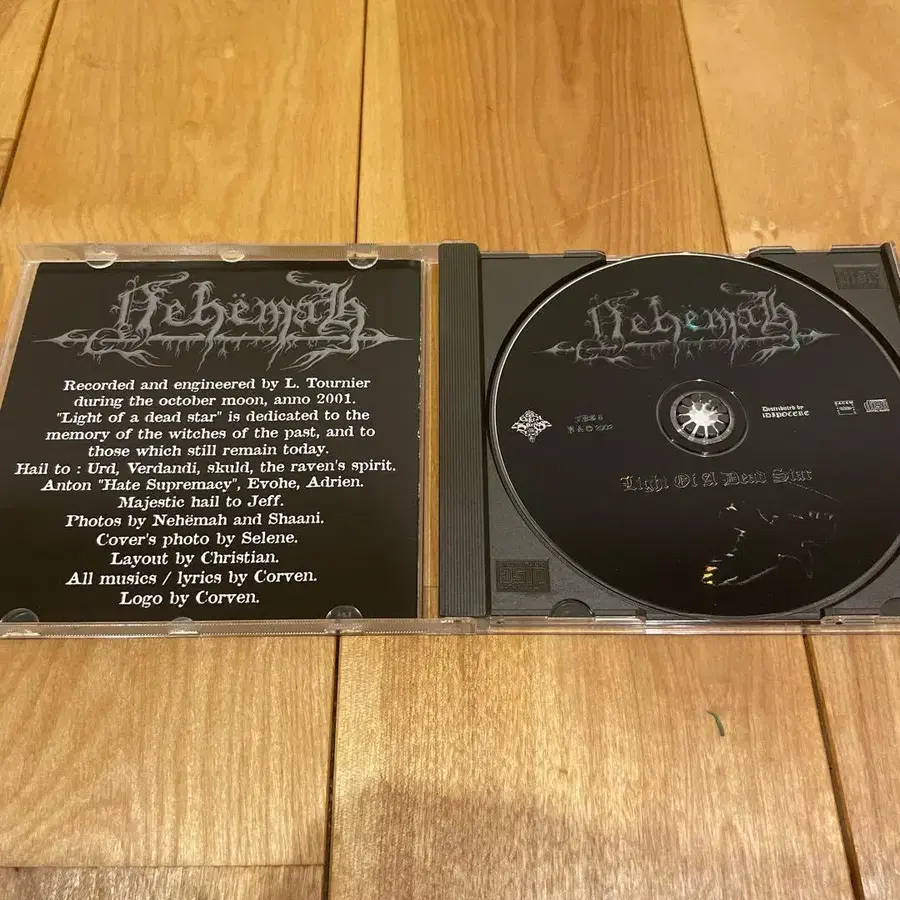 Nehëmah
Recorded and engineered by L. Tournier
during the october moon, anno 2001.
"Light of a dead star" is dedicated to the
memory of the witches of the past, and to
those which still remain today.
Hail to : Urd, Verdandi, skuld, the raven's spirit.
Anton "Hate Supremacy", Evohe, Adrien.
Majestic hail to Jeff.
Photos by Nehëmah and Shaani.
Cover's photo by Selene.
Layout by Christian.
All musics / lyrics by Corven.
Logo by Corven.
Nehëmah
℗ & © 2002
Distributed by
iDIPOCERE
Light Of A Dead Star